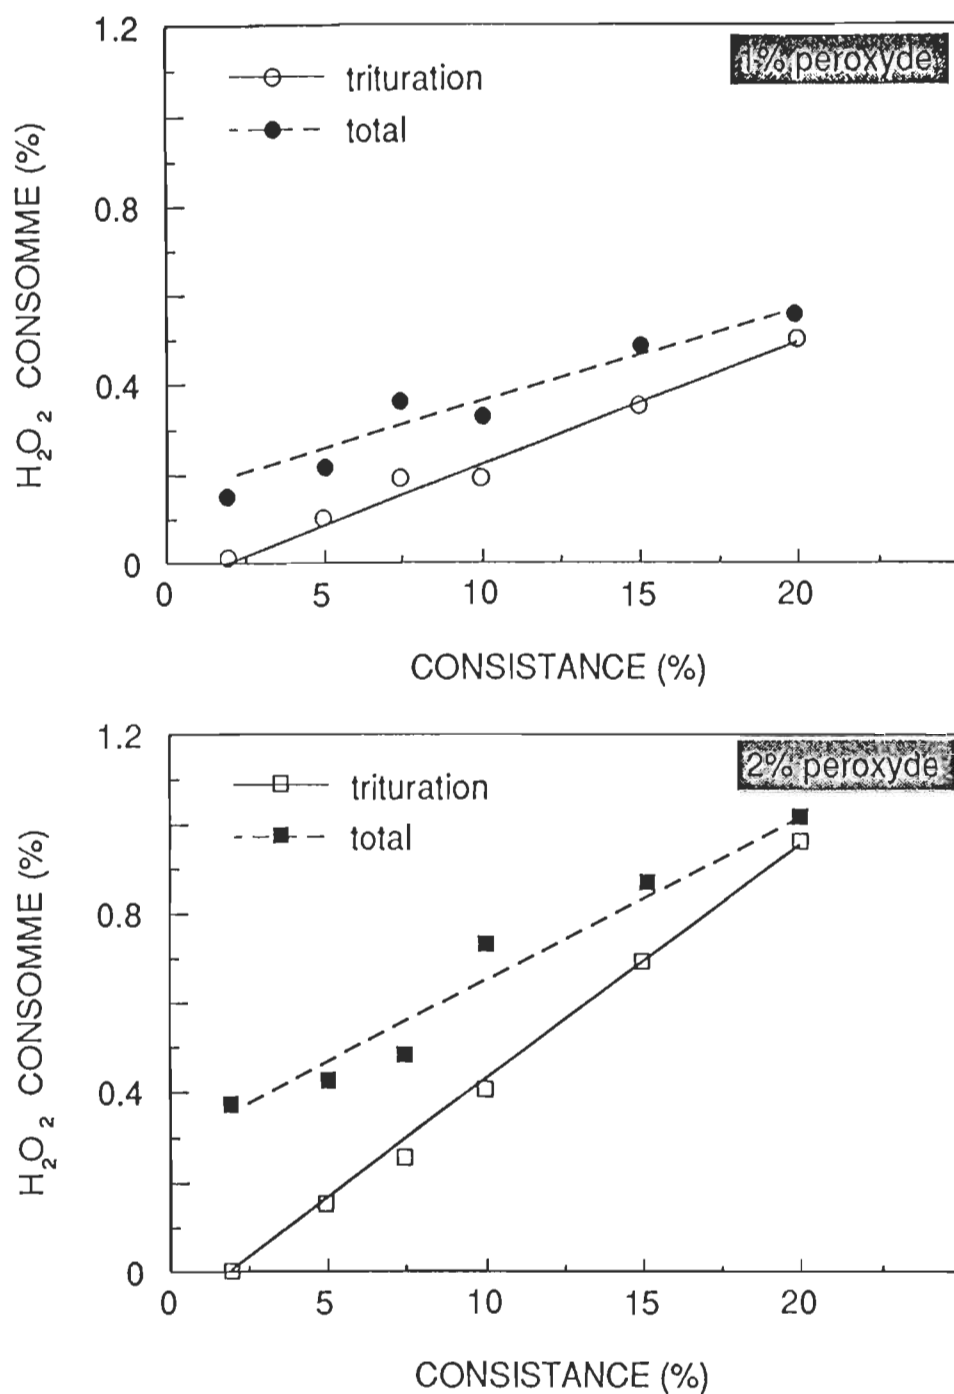 1.2
1% peroxyde
trituration
total
0.8
0.4
0
H₂O₂ CONSOMME (%)
0 5 10 15 20
CONSISTANCE (%)
1.2
2% peroxyde
trituration
total
0.8
0.4
0
H₂O₂ CONSOMME (%)
0 5 10 15 20
CONSISTANCE (%)